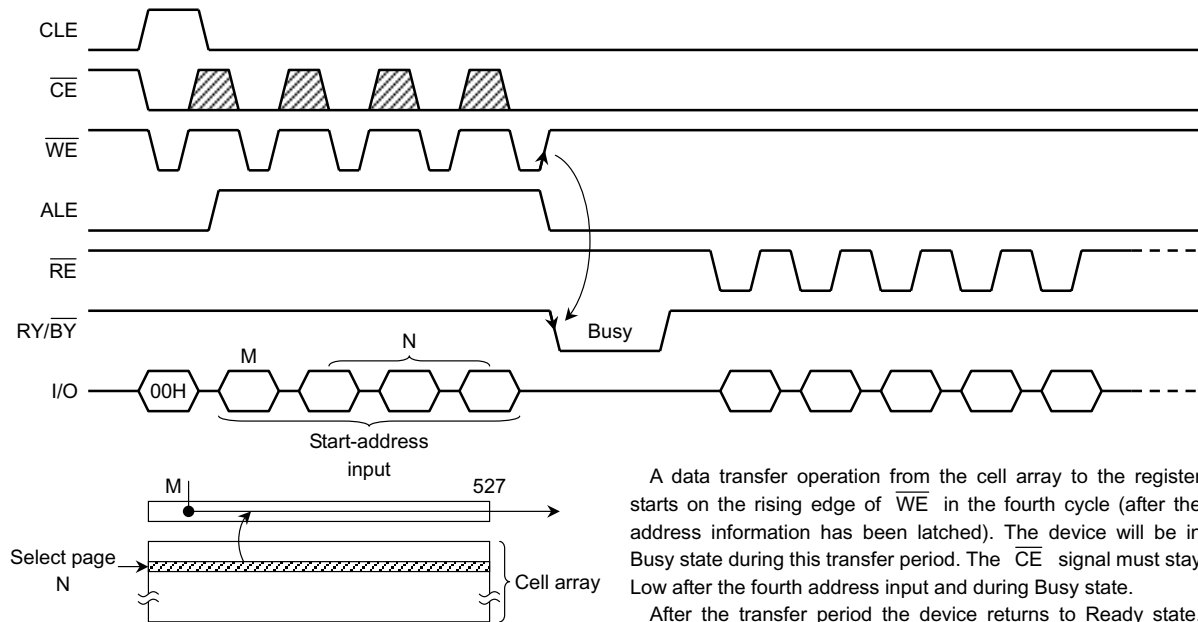 CLE
CE
WE
ALE
RE
RY/BY
Busy
M
N
I/O
00H
Start-address
input
M
527
Select page
N
Cell array
A data transfer operation from the cell array to the register
starts on the rising edge of WE in the fourth cycle (after the
address information has been latched). The device will be in
Busy state during this transfer period. The CE signal must stay
Low after the fourth address input and during Busy state.
After the transfer period the device returns to Ready state.